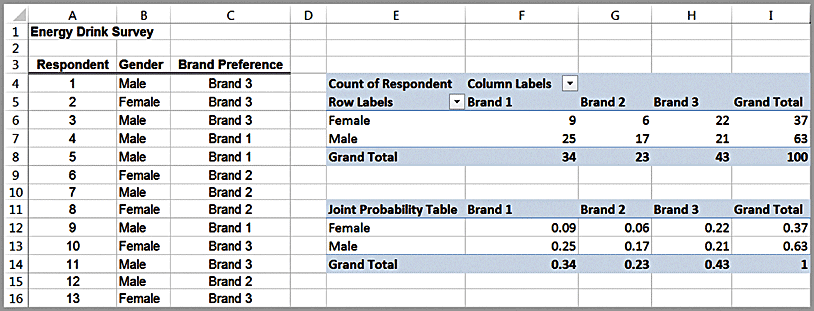 A B C D E F G H I
1 Energy Drink Survey
2
3 Respondent Gender Brand Preference
4 1 Male Brand 3 Count of Respondent Column Labels
5 2 Female Brand 3 Row Labels Brand 1 Brand 2 Brand 3 Grand Total
6 3 Male Brand 3 Female 9 6 22 37
7 4 Male Brand 1 Male 25 17 21 63
8 5 Male Brand 1 Grand Total 34 23 43 100
9 6 Female Brand 2
10 7 Male Brand 2
11 8 Female Brand 2 Joint Probability Table Brand 1 Brand 2 Brand 3 Grand Total
12 9 Male Brand 1 Female 0.09 0.06 0.22 0.37
13 10 Female Brand 3 Male 0.25 0.17 0.21 0.63
14 11 Male Brand 3 Grand Total 0.34 0.23 0.43 1
15 12 Male Brand 2
16 13 Female Brand 3